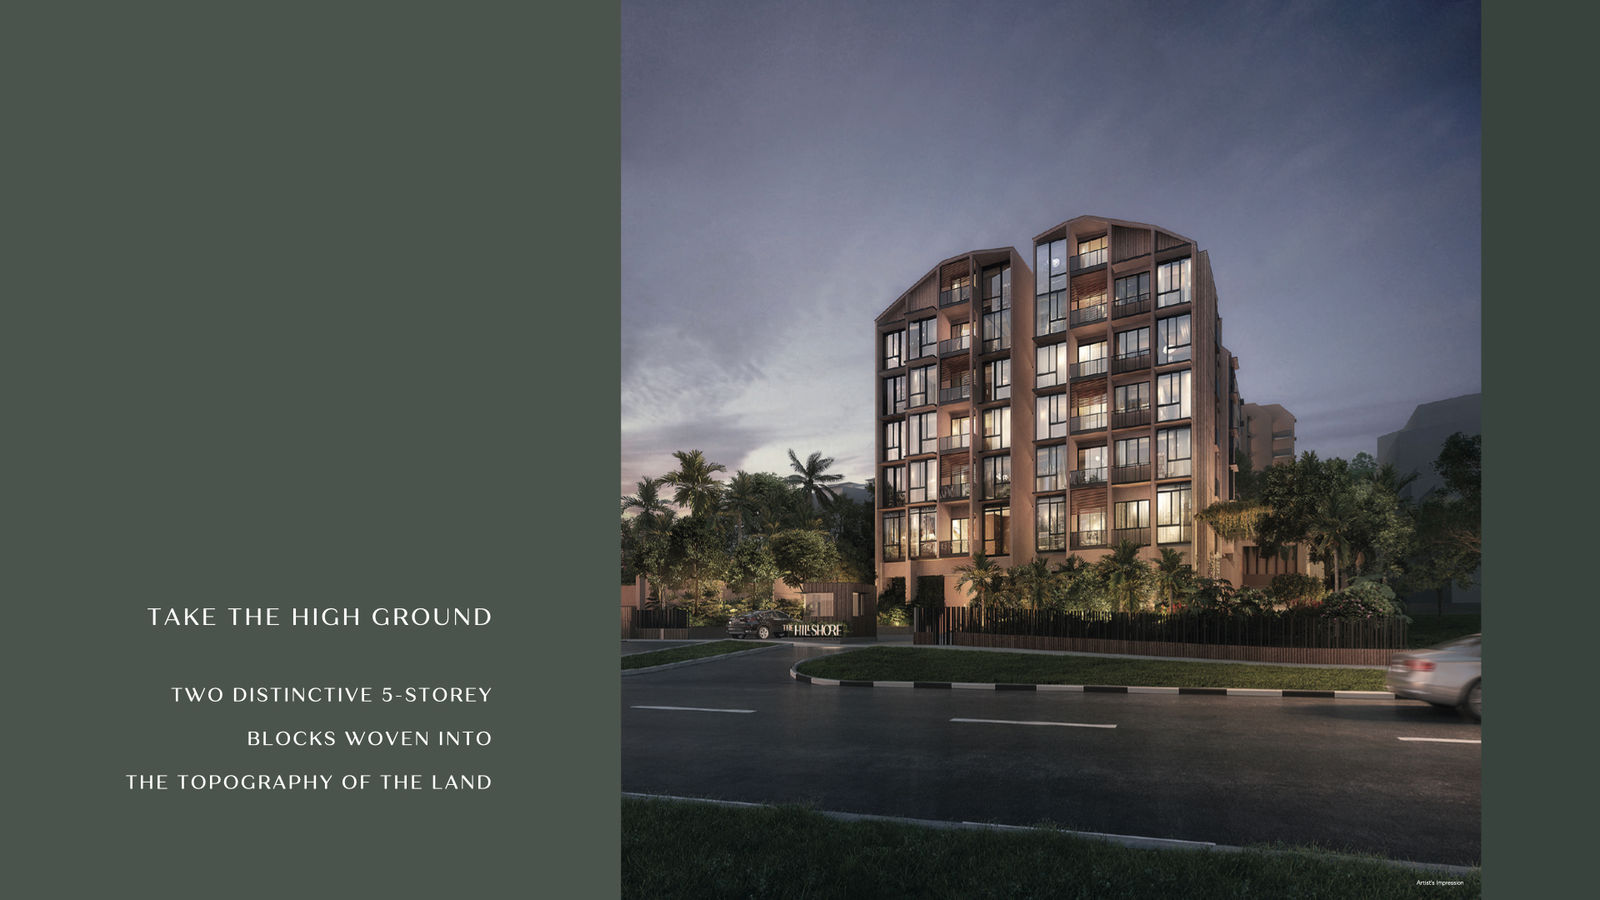 TAKE THE HIGH GROUND
TWO DISTINCTIVE 5-STOREY
BLOCKS WOVEN INTO
THE TOPOGRAPHY OF THE LAND
THE HILLSHORE
Artist's Impression